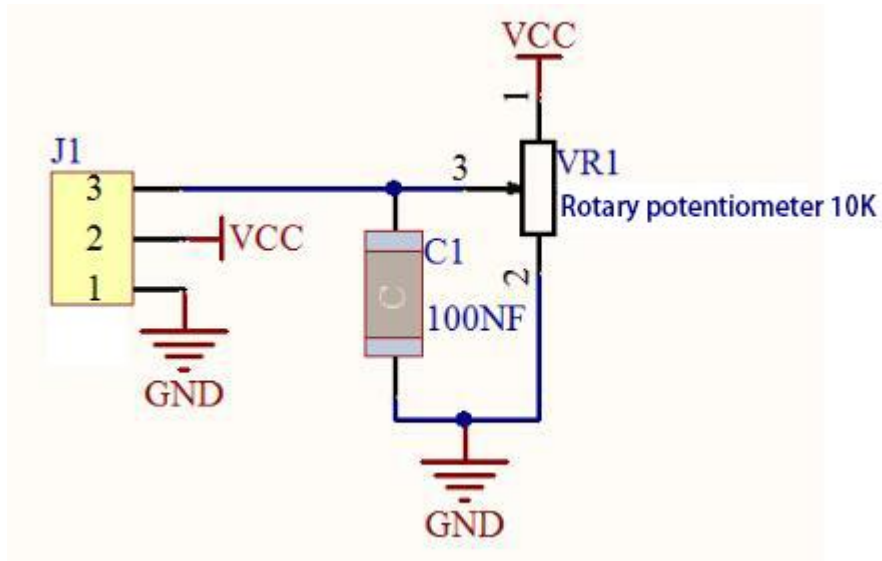 VCC
1
J1
3
3
VR1
Rotary potentiometer 10K
2
VCC
C1
2
1
C
100NF
GND
GND